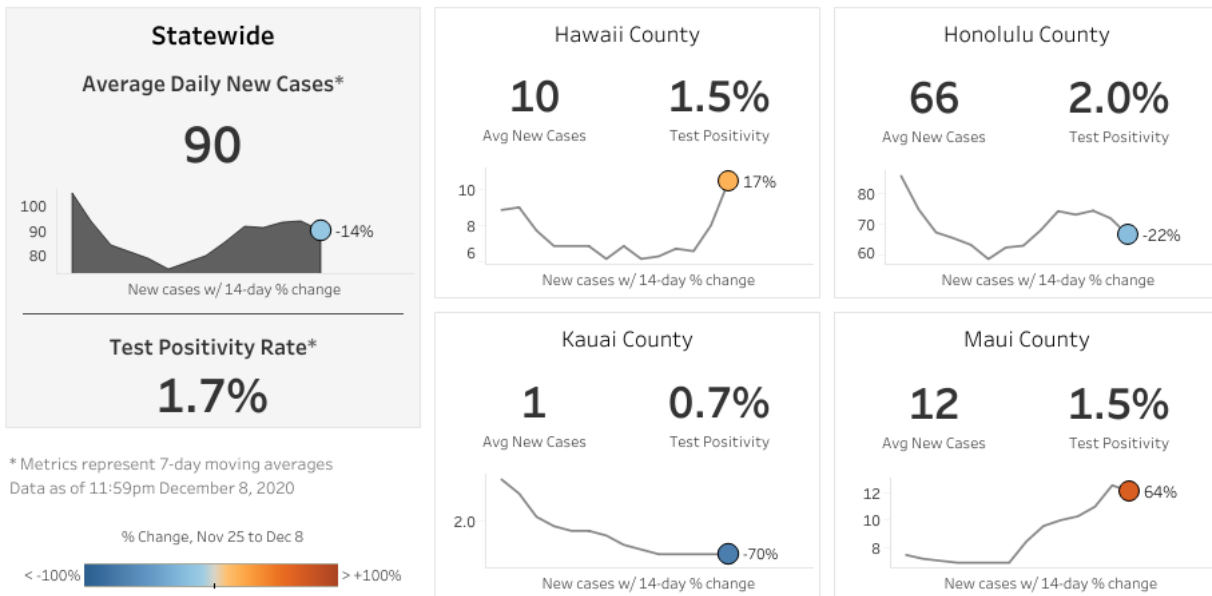 Statewide
Average Daily New Cases*
90
100
90
80
-14%
New cases w/ 14-day % change
Test Positivity Rate*
1.7%
* Metrics represent 7-day moving averages
Data as of 11:59pm December 8, 2020
% Change, Nov 25 to Dec 8
< -100%
> +100%
Hawaii County
10
1.5%
Avg New Cases
Test Positivity
10
8
6
17%
New cases w/ 14-day % change
Honolulu County
66
2.0%
Avg New Cases
Test Positivity
80
70
60
-22%
New cases w/ 14-day % change
Kauai County
1
0.7%
Avg New Cases
Test Positivity
2.0
-70%
New cases w/ 14-day % change
Maui County
12
1.5%
Avg New Cases
Test Positivity
12
10
8
64%
New cases w/ 14-day % change